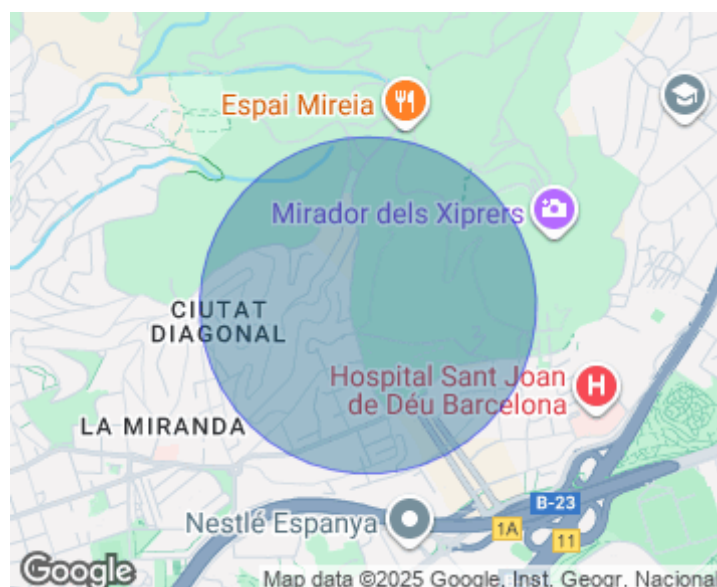 Espai Mireia
Mirador dels Xiprers
CIUTAT
DIAGONAL
Hospital Sant Joan
de Déu Barcelona
H
LA MIRANDA
B-23
Nestlé Espanya
1A
11
Google
Map data ©2025 Google, Inst. Geogr. Nacional